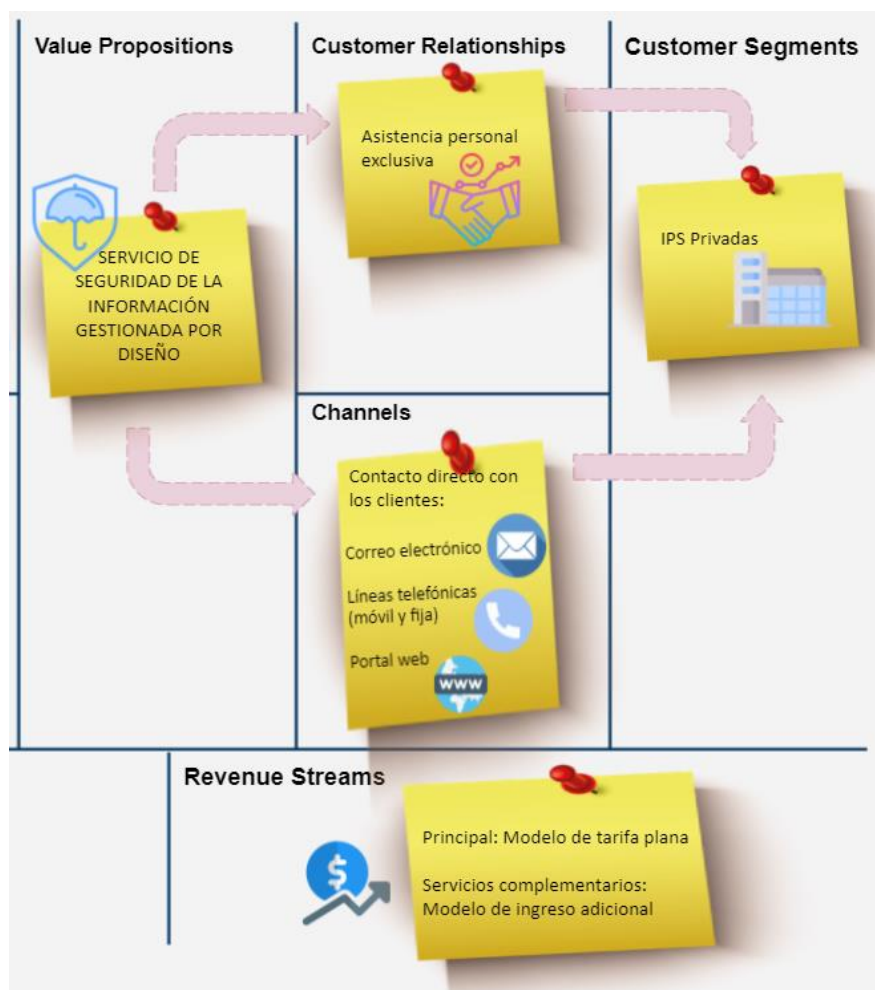 Value Propositions
Customer Relationships
Customer Segments
SERVICIO DE
SEGURIDAD DE LA
INFORMACIÓN
GESTIONADA POR
DISEÑO
Asistencia personal
exclusiva
IPS Privadas
Channels
Contacto directo con
los clientes:
Correo electrónico
Líneas telefónicas
(móvil y fija)
Portal web
www
Revenue Streams
$
Principal: Modelo de tarifa plana
Servicios complementarios:
Modelo de ingreso adicional